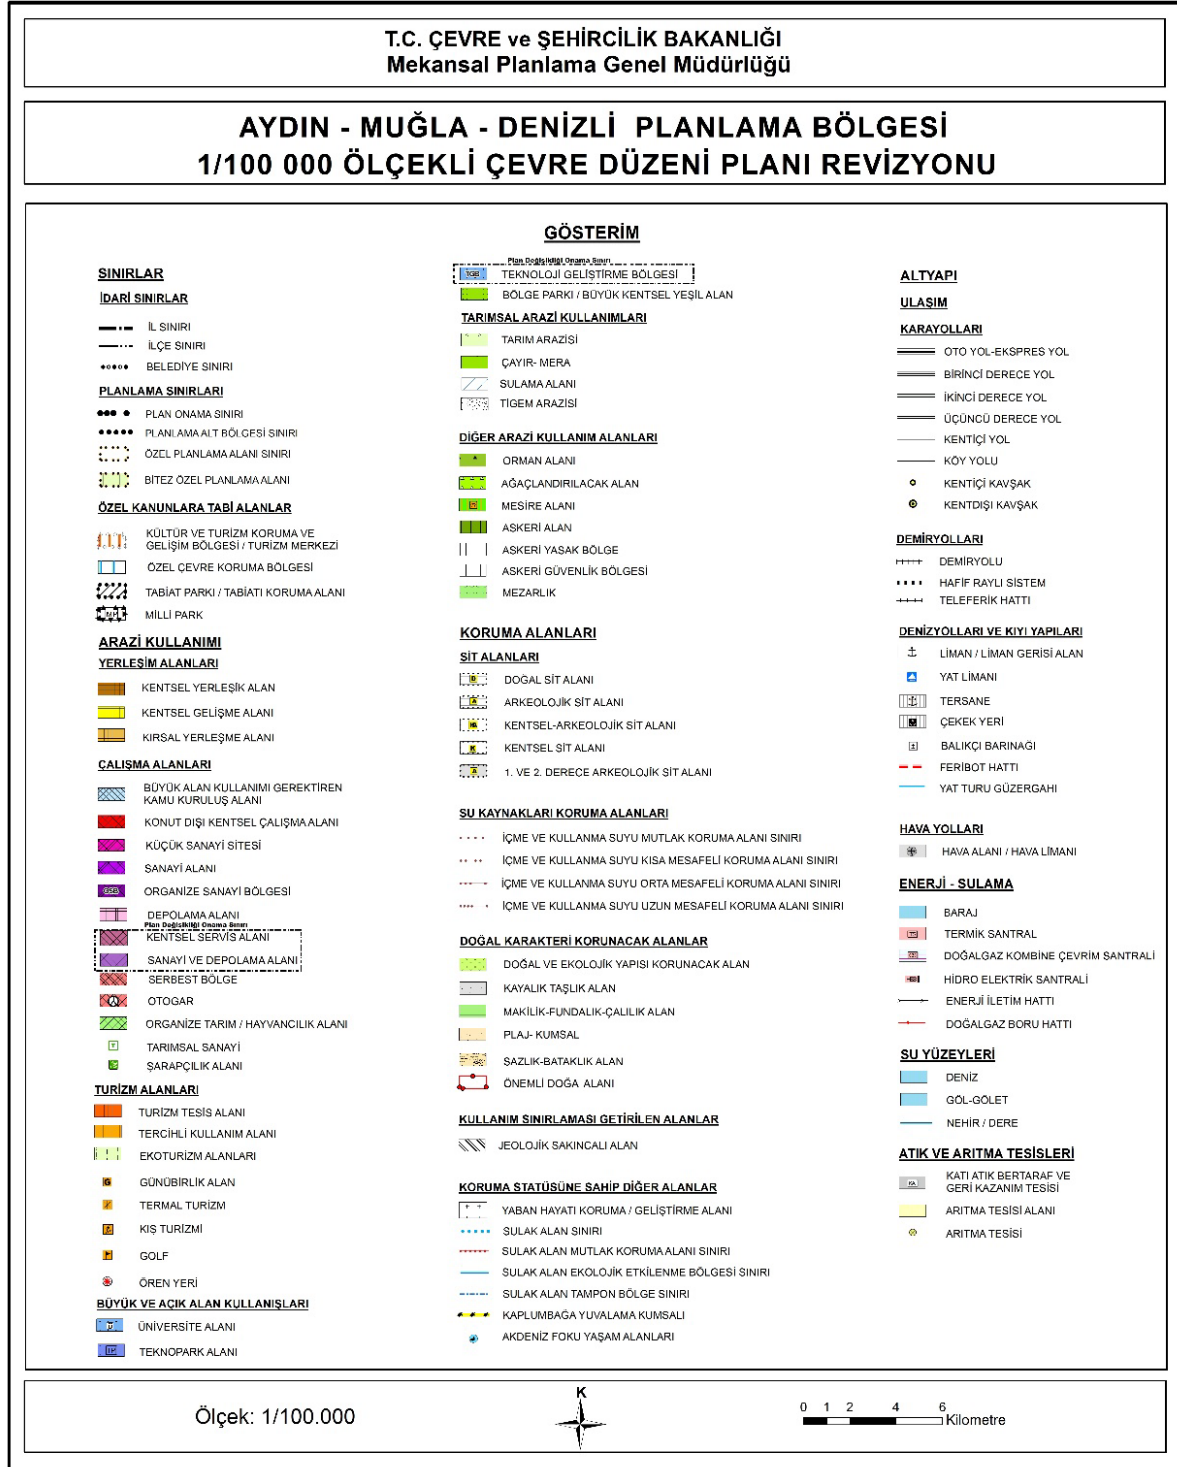 T.C. ÇEVRE ve ŞEHİRCİLİK BAKANLIĞI
Mekansal Planlama Genel Müdürlüğü
AYDIN - MUĞLA - DENİZLİ PLANLAMA BÖLGESİ
1/100 000 ÖLÇEKLİ ÇEVRE DÜZENİ PLANI REVİZYONU
GÖSTERİM
SINIRLAR
İDARİ SINIRLAR
İL SINIRI
İLÇE SINIRI
BELEDİYE SINIRI
PLANLAMA SINIRLARI
PLAN ONAMA SINIRI
PLANLAMA ALT BÖLGESİ SINIRI
ÖZEL PLANLAMA ALANI SINIRI
BİTEZ ÖZEL PLANLAMA ALANI
ÖZEL KANUNLARA TABİ ALANLAR
KÜLTÜR VE TURİZM KORUMA VE
GELİŞİM BÖLGESİ / TURİZM MERKEZİ
ÖZEL ÇEVRE KORUMA BÖLGESİ
TABİAT PARKI / TABİATI KORUMA ALANI
MP MİLLİ PARK
ARAZİ KULLANIMI
YERLEŞİM ALANLARI
KENTSEL YERLEŞİK ALAN
KENTSEL GELİŞME ALANI
KIRSAL YERLEŞME ALANI
ÇALIŞMA ALANLARI
BÜYÜK ALAN KULLANIMI GEREKTİREN
KAMU KURULUŞ ALANI
KONUT DIŞI KENTSEL ÇALIŞMA ALANI
KÜÇÜK SANAYİ SİTESİ
SANAYİ ALANI
OSB ORGANİZE SANAYİ BÖLGESİ
DEPOLAMA ALANI
Plan Değişikliği Onama Sınırı
KENTSEL SERVİS ALANI
SANAYİ VE DEPOLAMA ALANI
SERBEST BÖLGE
OTOGAR
ORGANİZE TARIM / HAYVANCILIK ALANI
T TARIMSAL SANAYİ
ŞARAPÇILIK ALANI
TURİZM ALANLARI
TURİZM TESİS ALANI
TERCİHLİ KULLANIM ALANI
EKOTURİZM ALANLARI
G GÜNÜBİRLİK ALAN
TERMAL TURİZM
KIŞ TURİZMİ
GOLF
ÖREN YERİ
BÜYÜK VE AÇIK ALAN KULLANIŞLARI
ÜNİVERSİTE ALANI
TEKNOPARK ALANI
Plan Değişikliği Onama Sınırı
TGB TEKNOLOJİ GELİŞTİRME BÖLGESİ
BÖLGE PARKI / BÜYÜK KENTSEL YEŞİL ALAN
TARIMSAL ARAZİ KULLANIMLARI
TARIM ARAZİSİ
ÇAYIR- MERA
SULAMA ALANI
TİGEM ARAZİSİ
DİĞER ARAZİ KULLANIM ALANLARI
ORMAN ALANI
AĞAÇLANDIRILACAK ALAN
MESİRE ALANI
ASKERİ ALAN
ASKERİ YASAK BÖLGE
ASKERİ GÜVENLİK BÖLGESİ
MEZARLIK
KORUMA ALANLARI
SİT ALANLARI
D DOĞAL SİT ALANI
A ARKEOLOJİK SİT ALANI
KENTSEL-ARKEOLOJİK SİT ALANI
K KENTSEL SİT ALANI
A 1. VE 2. DERECE ARKEOLOJİK SİT ALANI
SU KAYNAKLARI KORUMA ALANLARI
İÇME VE KULLANMA SUYU MUTLAK KORUMA ALANI SINIRI
İÇME VE KULLANMA SUYU KISA MESAFELİ KORUMA ALANI SINIRI
İÇME VE KULLANMA SUYU ORTA MESAFELİ KORUMA ALANI SINIRI
İÇME VE KULLANMA SUYU UZUN MESAFELİ KORUMA ALANI SINIRI
DOĞAL KARAKTERİ KORUNACAK ALANLAR
DOĞAL VE EKOLOJİK YAPISI KORUNACAK ALAN
KAYALIK TAŞLIK ALAN
MAKİLİK-FUNDALIK-ÇALILIK ALAN
PLAJ- KUMSAL
SAZLIK-BATAKLIK ALAN
ÖNEMLİ DOĞA ALANI
KULLANIM SINIRLAMASI GETİRİLEN ALANLAR
JEOLOJİK SAKINCALI ALAN
KORUMA STATÜSÜNE SAHİP DİĞER ALANLAR
YABAN HAYATI KORUMA / GELİŞTİRME ALANI
SULAK ALAN SINIRI
SULAK ALAN MUTLAK KORUMA ALANI SINIRI
SULAK ALAN EKOLOJİK ETKİLENME BÖLGESİ SINIRI
SULAK ALAN TAMPON BÖLGE SINIRI
KAPLUMBAĞA YUVALAMA KUMSALI
AKDENİZ FOKU YAŞAM ALANLARI
ALTYAPI
ULAŞIM
KARAYOLLARI
OTO YOL-EKSPRES YOL
BİRİNCİ DERECE YOL
İKİNCİ DERECE YOL
ÜÇÜNCÜ DERECE YOL
KENTİÇİ YOL
KÖY YOLU
KENTİÇİ KAVŞAK
KENTDIŞI KAVŞAK
DEMİRYOLLARI
DEMİRYOLU
HAFİF RAYLI SİSTEM
TELEFERİK HATTI
DENİZYOLLARI VE KIYI YAPILARI
LİMAN / LİMAN GERİSİ ALAN
YAT LİMANI
TERSANE
ÇEKEK YERİ
BALIKÇI BARINAĞI
FERİBOT HATTI
YAT TURU GÜZERGAHI
HAVA YOLLARI
HAVA ALANI / HAVA LİMANI
ENERJİ - SULAMA
BARAJ
TS TERMİK SANTRAL
DOĞALGAZ KOMBİNE ÇEVRİM SANTRALİ
HİDRO ELEKTRİK SANTRALİ
ENERJİ İLETİM HATTI
DOĞALGAZ BORU HATTI
SU YÜZEYLERİ
DENİZ
GÖL-GÖLET
NEHİR / DERE
ATIK VE ARITMA TESİSLERİ
KA KATI ATIK BERTARAF VE
GERİ KAZANIM TESİSİ
ARITMA TESİSİ ALANI
ARITMA TESİSİ
Ölçek: 1/100.000
K
0 1 2 4 6
Kilometre